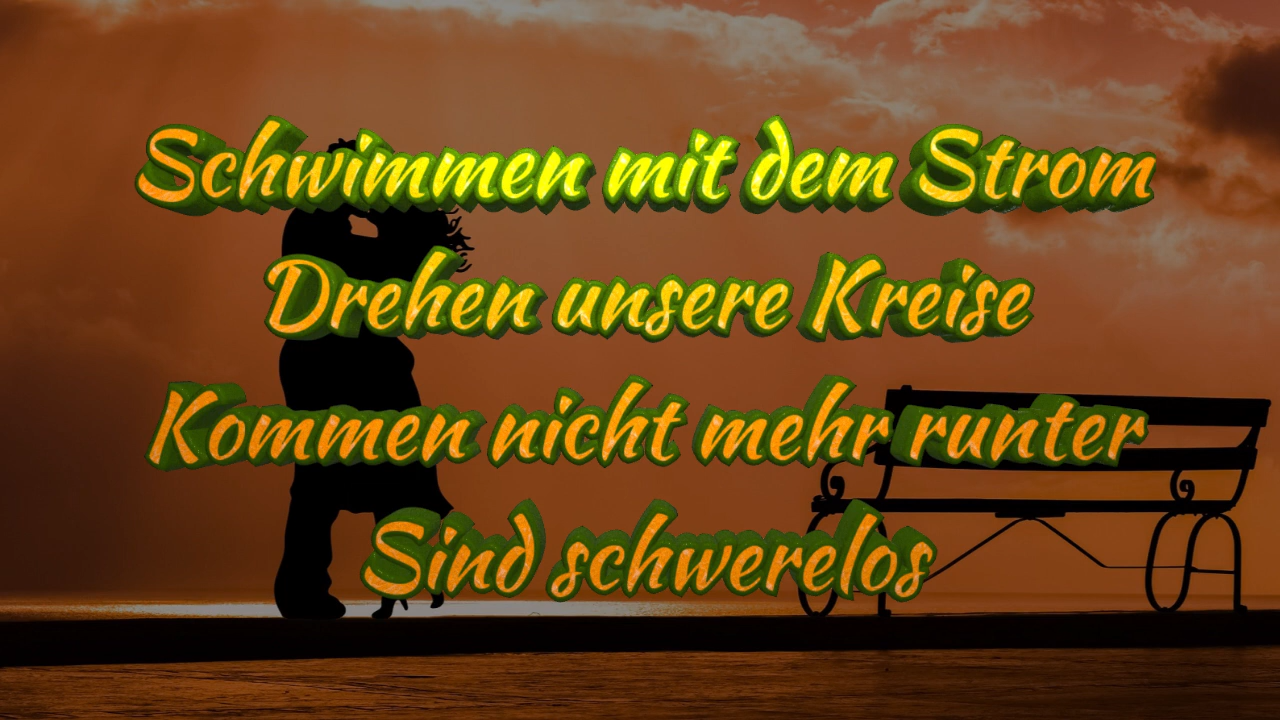 Schwimmen mit dem Strom
Drehen unsere Kreise
Kommen nicht mehr runter
Sind schwerelos